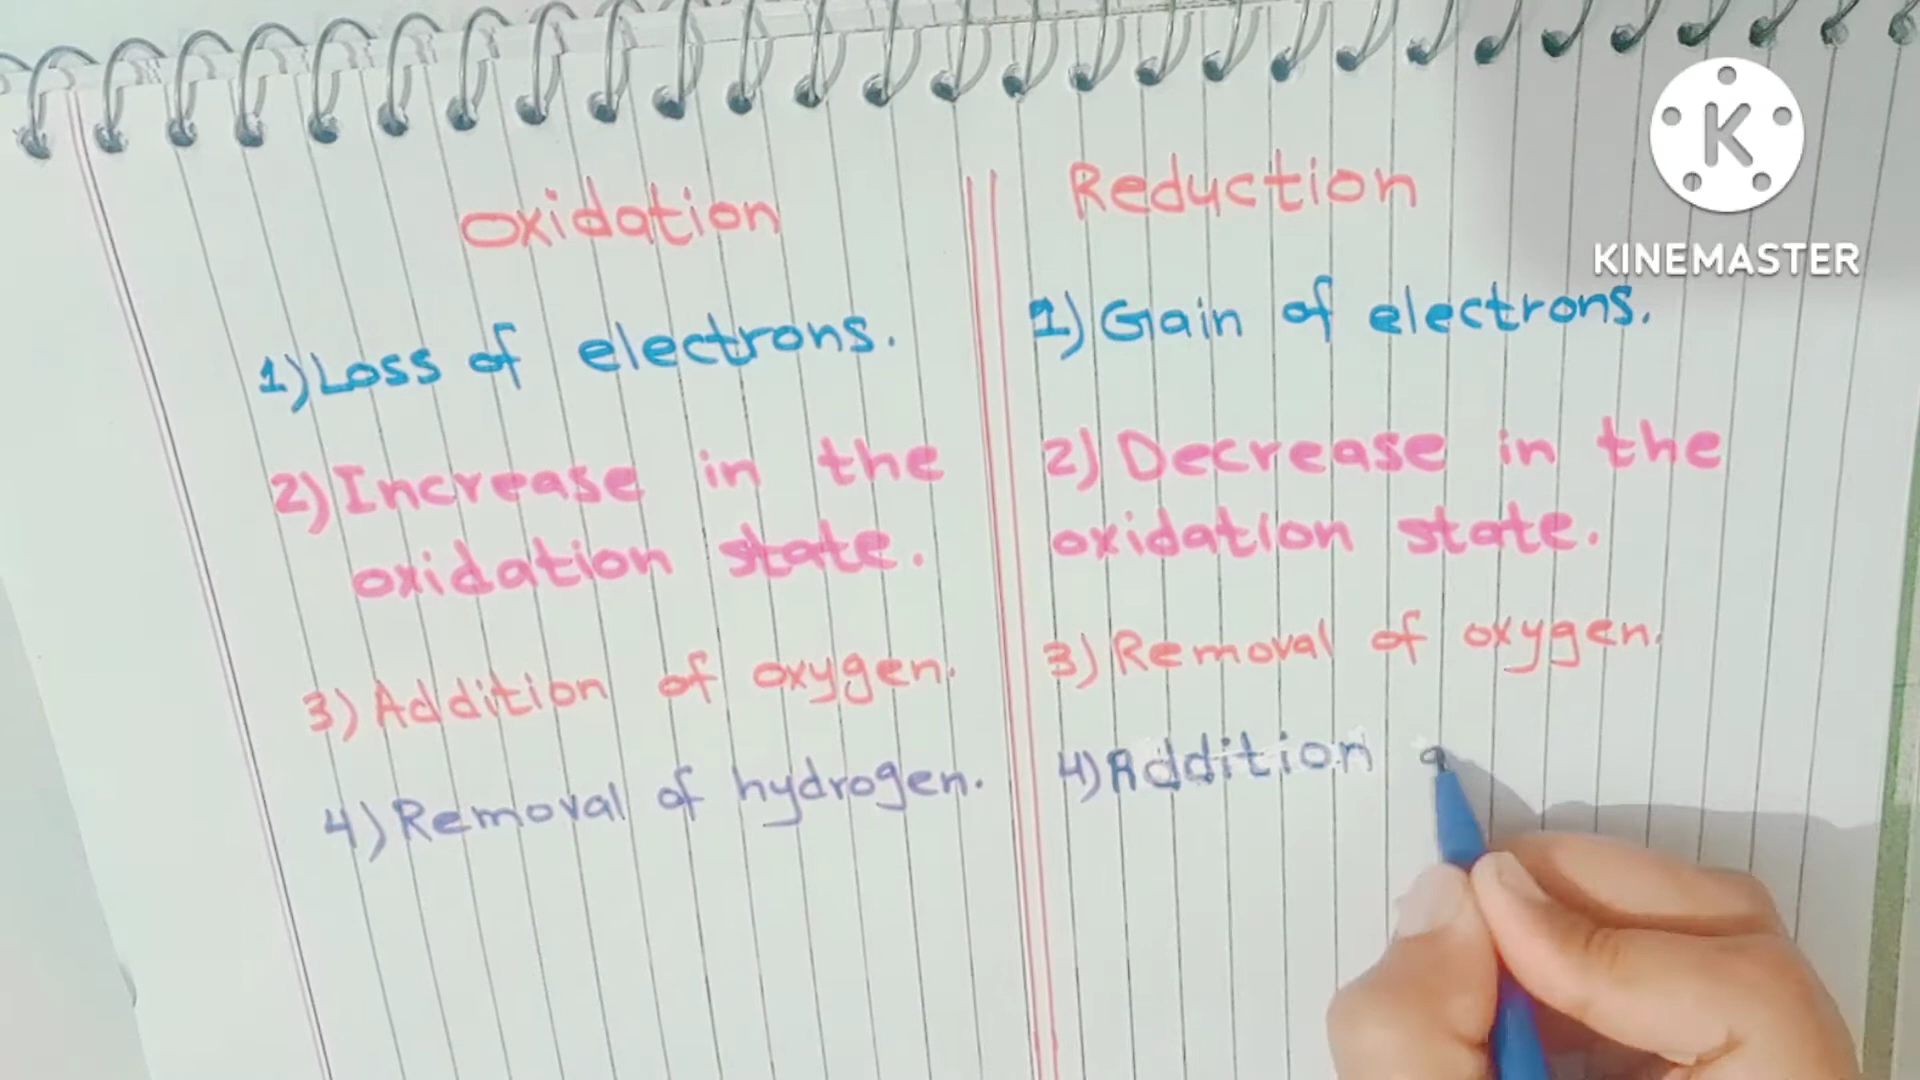 Oxidation
1) Loss of electrons.
2) Increase in the
oxidation state.
3) Addition of oxygen.
4) Removal of hydrogen.
Reduction
1) Gain of electrons.
2) Decrease in the
oxidation state.
3) Removal of oxygen.
4) Addition
K
KINEMASTER